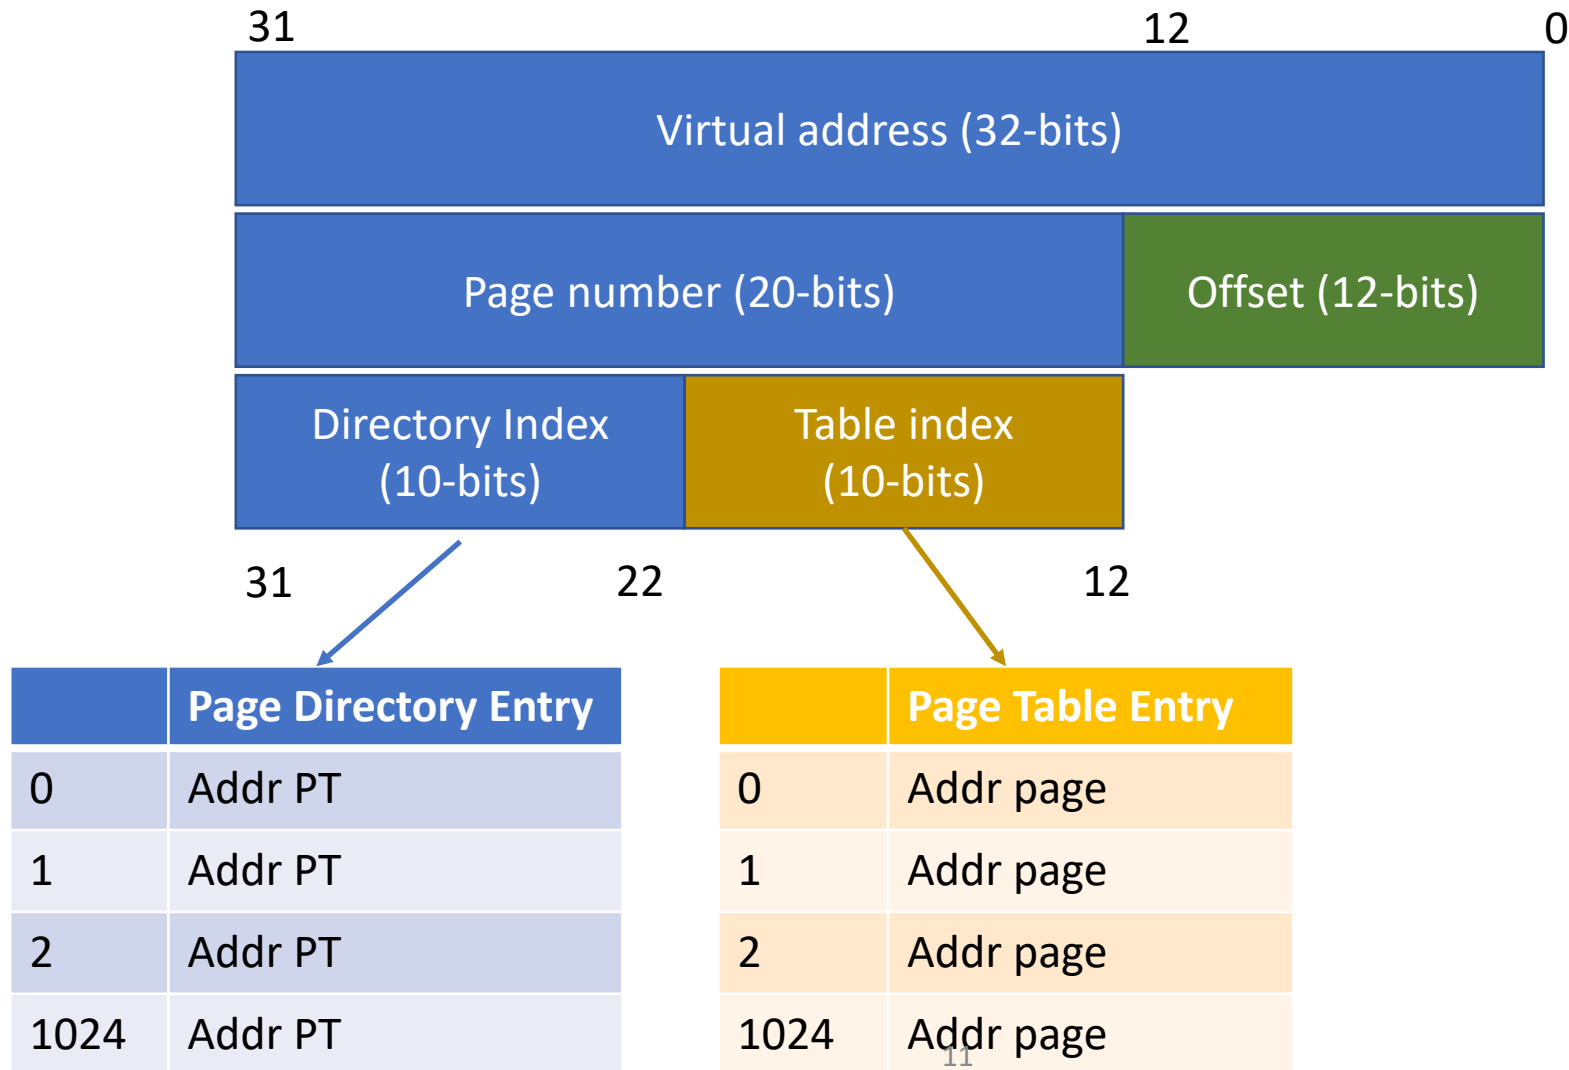 31 12 0
Virtual address (32-bits)
Page number (20-bits) Offset (12-bits)
Directory Index
(10-bits)
Table index
(10-bits)
31 22 12
Page Directory Entry
0 Addr PT
1 Addr PT
2 Addr PT
1024 Addr PT
Page Table Entry
0 Addr page
1 Addr page
2 Addr page
1024 Addr page
11